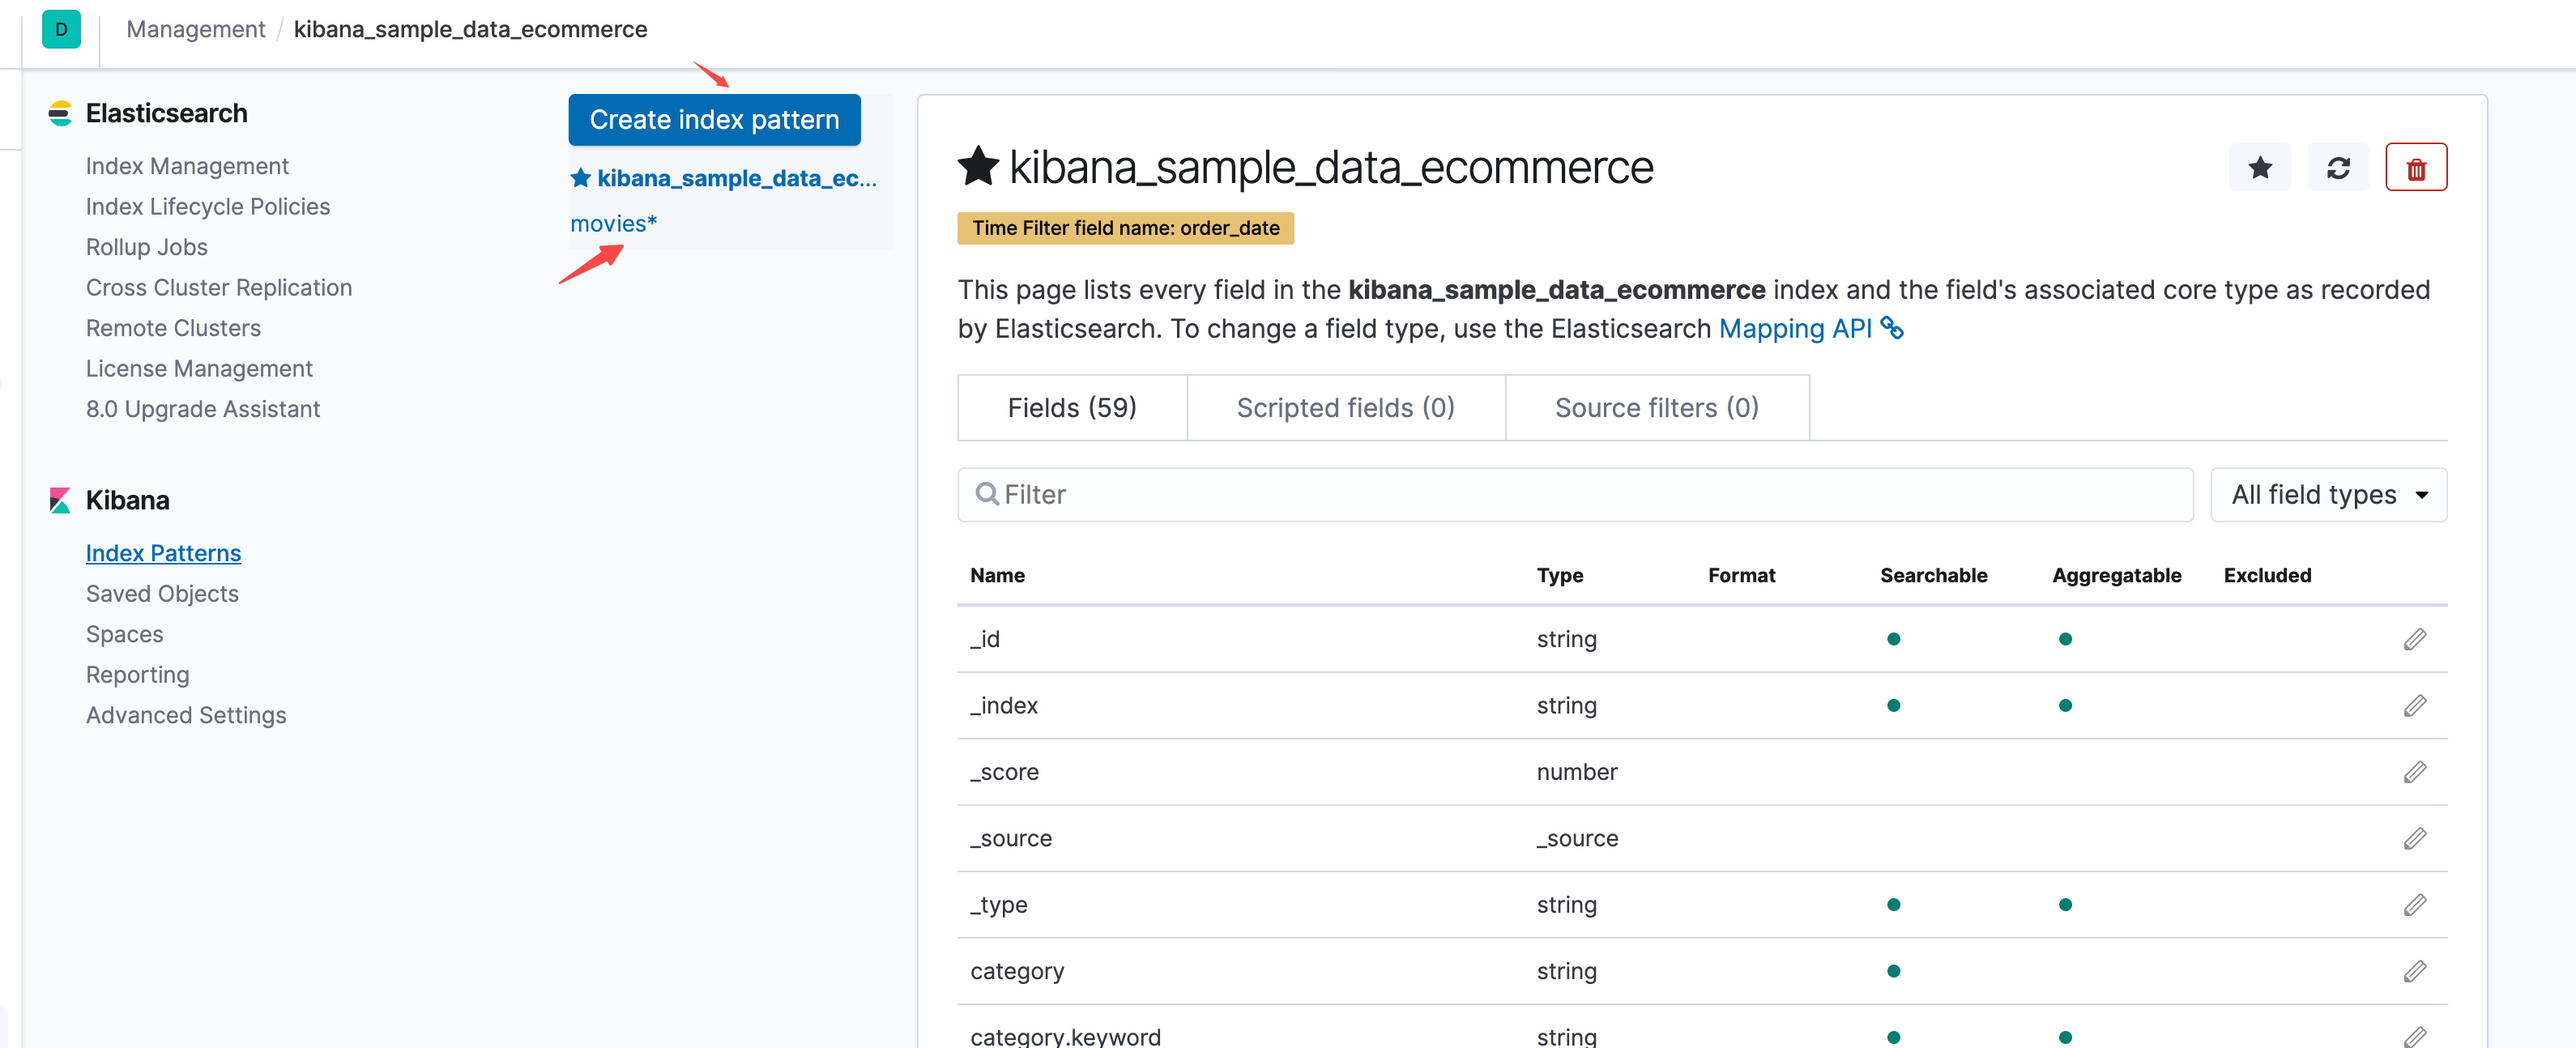 D
Management / kibana_sample_data_ecommerce
Elasticsearch
Index Management
Index Lifecycle Policies
Rollup Jobs
Cross Cluster Replication
Remote Clusters
License Management
8.0 Upgrade Assistant
Kibana
Index Patterns
Saved Objects
Spaces
Reporting
Advanced Settings
Create index pattern
kibana_sample_data_ec...
movies*
kibana_sample_data_ecommerce
Time Filter field name: order_date
This page lists every field in the kibana_sample_data_ecommerce index and the field's associated core type as recorded
by Elasticsearch. To change a field type, use the Elasticsearch Mapping API
Fields (59) Scripted fields (0) Source filters (0)
Filter All field types
Name Type Format Searchable Aggregatable Excluded
_id string
_index string
_score number
_source _source
_type string
category string
category.keyword string